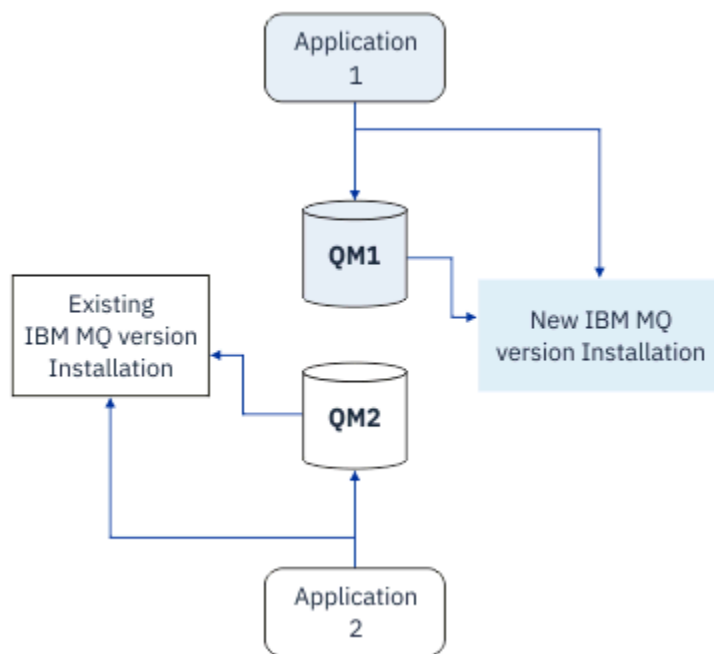 Application
1
QM1
New IBM MQ
version Installation
Existing
IBM MQ version
Installation
QM2
Application
2